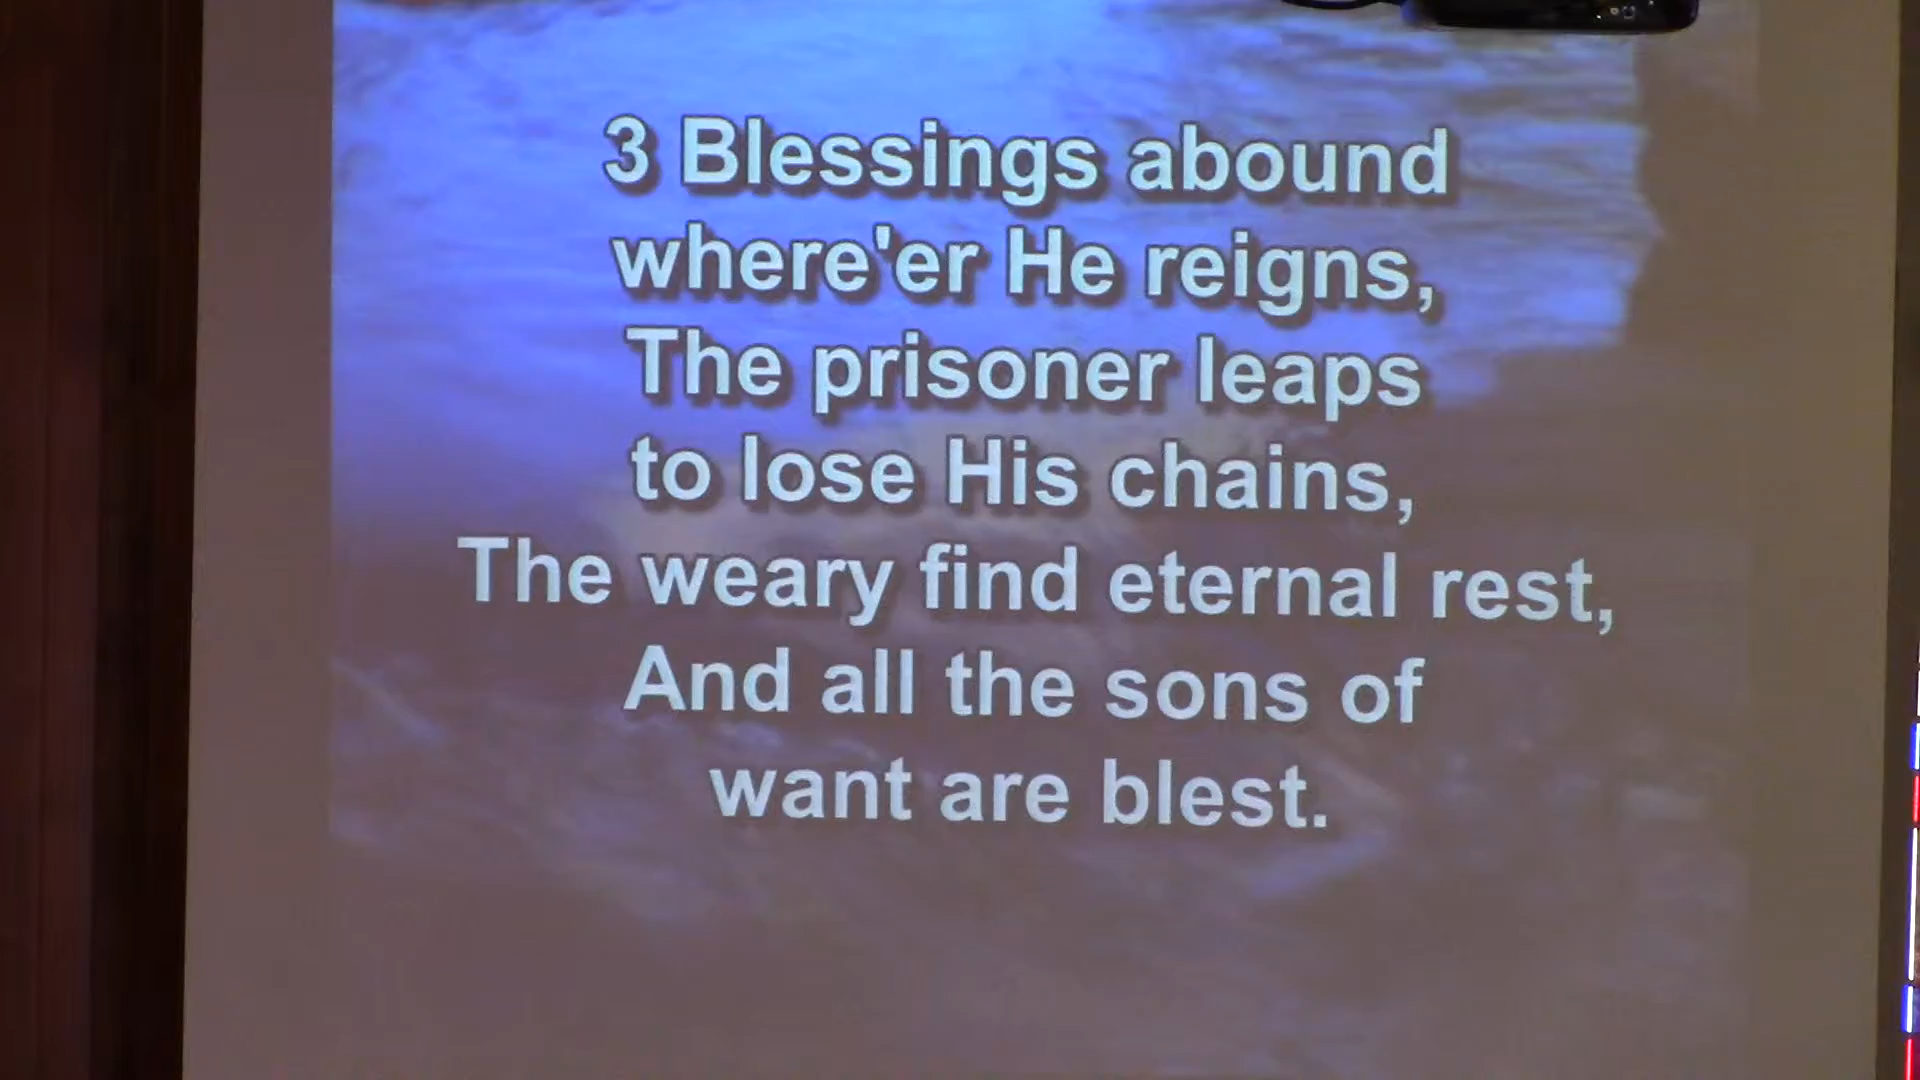 3 Blessings abound
where'er He reigns,
The prisoner leaps
to lose His chains,
The weary find eternal rest,
And all the sons of
want are blest.